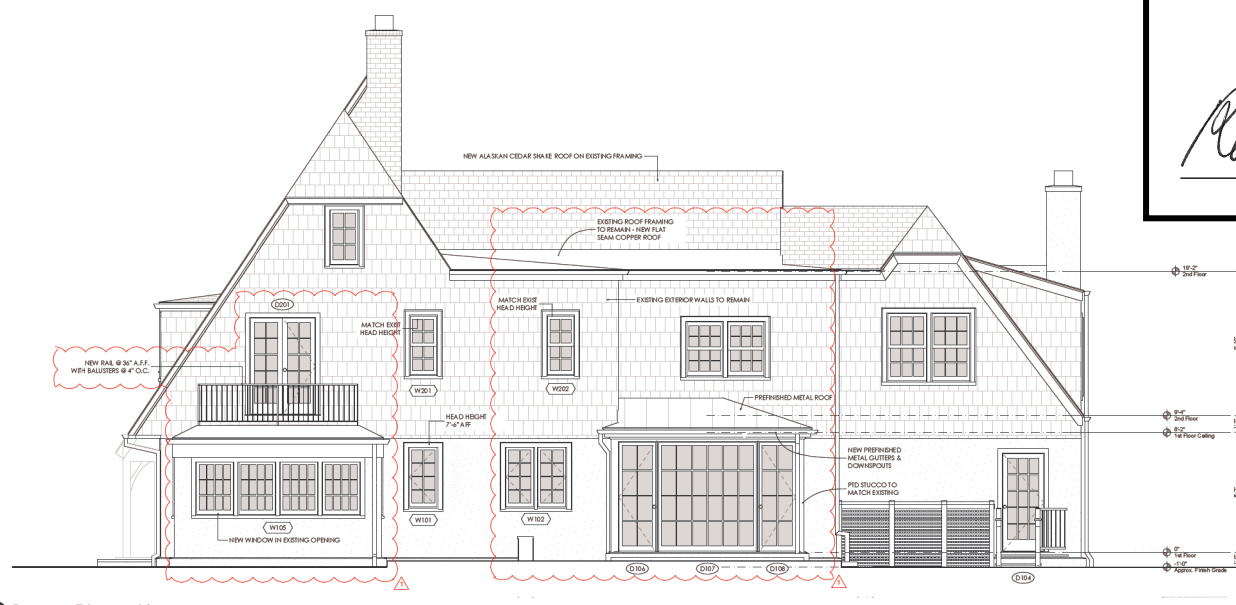 NEW ALASKAN CEDAR SHAKE ROOF ON EXISTING FRAMING
EXISTING ROOF FRAMING
TO REMAIN - NEW FLAT
SEAM COPPER ROOF
18'-2"
2nd Floor
D201
MATCH EXIST
HEAD HEIGHT
MATCH EXIST
HEAD HEIGHT
EXISTING EXTERIOR WALLS TO REMAIN
NEW RAIL @ 36" A.F.F.
WITH BALUSTERS @ 4" O.C.
W201
W202
PREFINISHED METAL ROOF
HEAD HEIGHT
7'-6" AFF
9'-4"
2nd Floor
8'-2"
1st Floor Ceiling
NEW PREFINISHED
METAL GUTTERS &
DOWNSPOUTS
PTD STUCCO TO
MATCH EXISTING
W105
W101
W102
NEW WINDOW IN EXISTING OPENING
0"
1st Floor
-1'-0"
Approx. Finish Grade
D106
D107
D108
D104
1
1